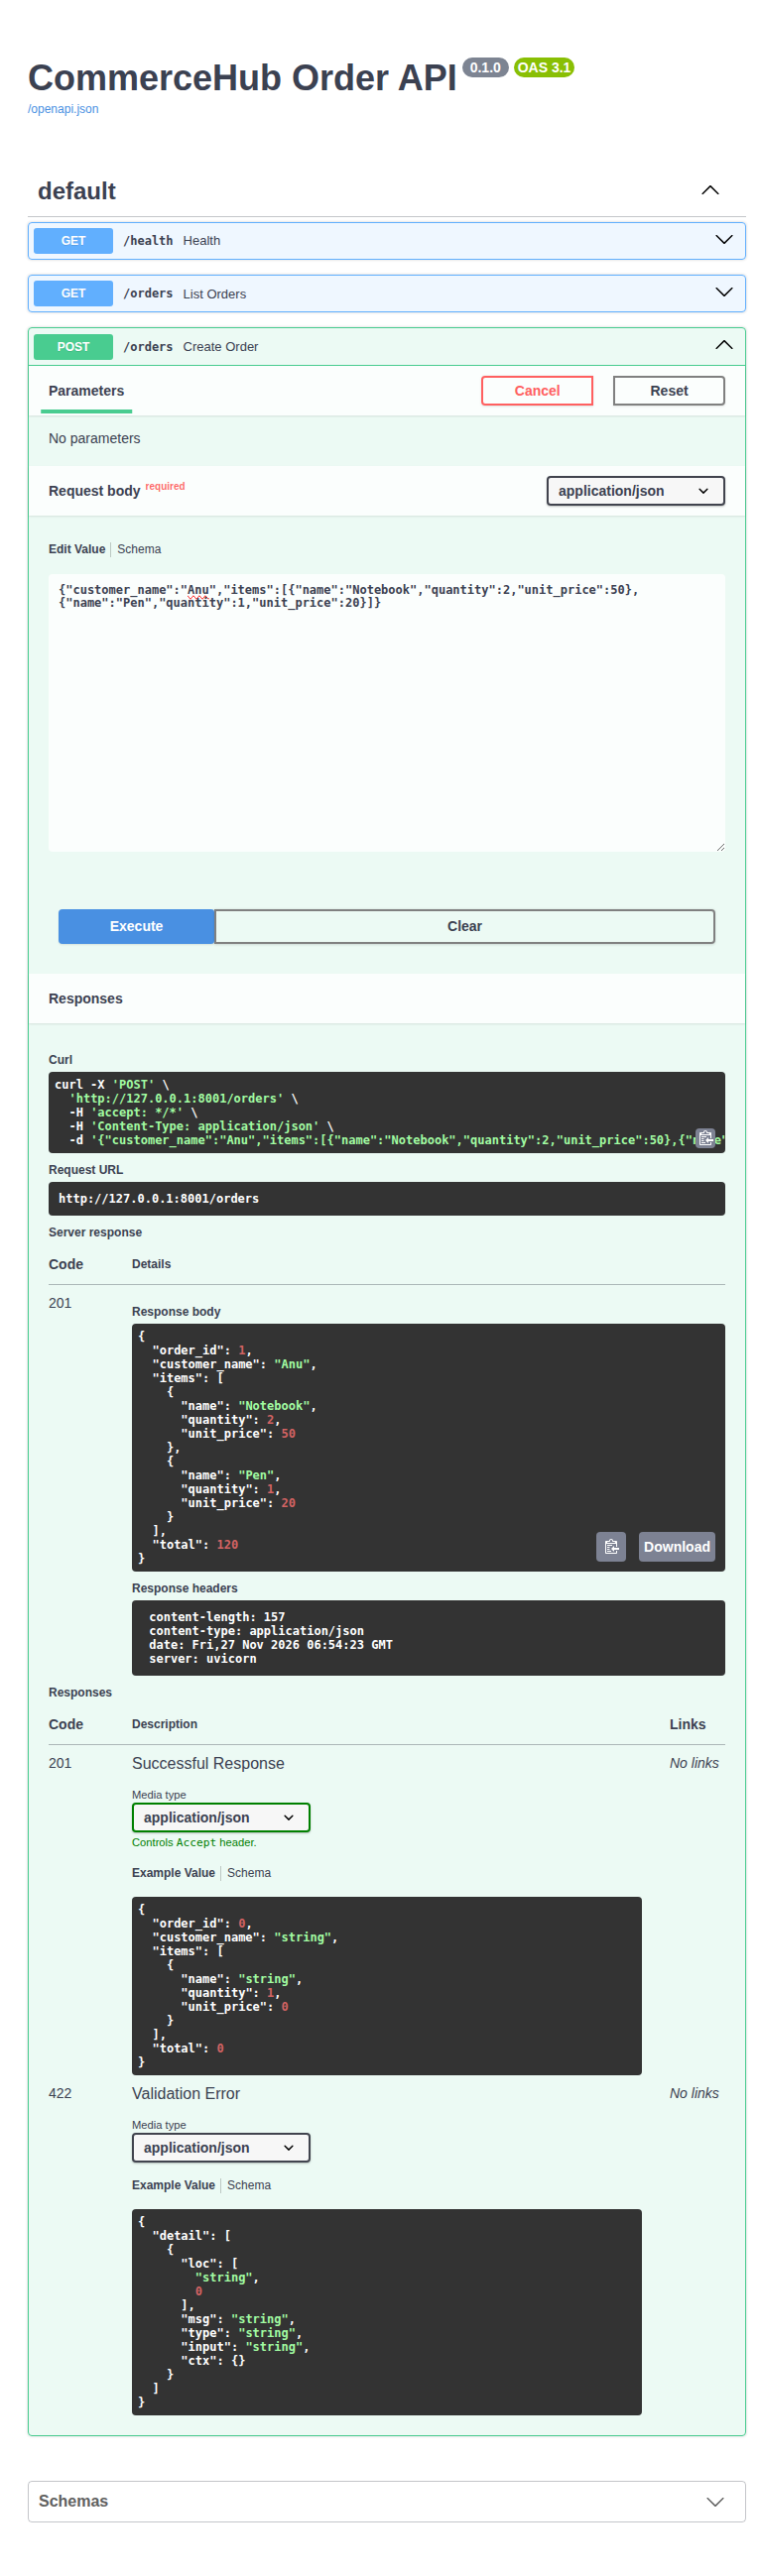 CommerceHub Order API 0.1.0 OAS 3.1
/openapi.json
default
GET /health Health
GET /orders List Orders
POST /orders Create Order
Parameters Cancel Reset
No parameters
Request body required application/json
Edit Value Schema
{"customer_name":"Anu","items":[{"name":"Notebook","quantity":2,"unit_price":50},
{"name":"Pen","quantity":1,"unit_price":20}]}
Execute Clear
Responses
Curl
curl -X 'POST' \
  'http://127.0.0.1:8001/orders' \
  -H 'accept: */*' \
  -H 'Content-Type: application/json' \
  -d '{"customer_name":"Anu","items":[{"name":"Notebook","quantity":2,"unit_price":50},{"
Request URL
http://127.0.0.1:8001/orders
Server response
Code Details
201 Response body
{
  "order_id": 1,
  "customer_name": "Anu",
  "items": [
    {
      "name": "Notebook",
      "quantity": 2,
      "unit_price": 50
    },
    {
      "name": "Pen",
      "quantity": 1,
      "unit_price": 20
    }
  ],
  "total": 120
}
Download
Response headers
content-length: 157
content-type: application/json
date: Fri,27 Nov 2026 06:54:23 GMT
server: uvicorn
Responses
Code Description Links
201 Successful Response No links
Media type
application/json
Controls Accept header.
Example Value Schema
{
  "order_id": 0,
  "customer_name": "string",
  "items": [
    {
      "name": "string",
      "quantity": 1,
      "unit_price": 0
    }
  ],
  "total": 0
}
422 Validation Error No links
Media type
application/json
Example Value Schema
{
  "detail": [
    {
      "loc": [
        "string",
        0
      ],
      "msg": "string",
      "type": "string",
      "input": "string",
      "ctx": {}
    }
  ]
}
Schemas